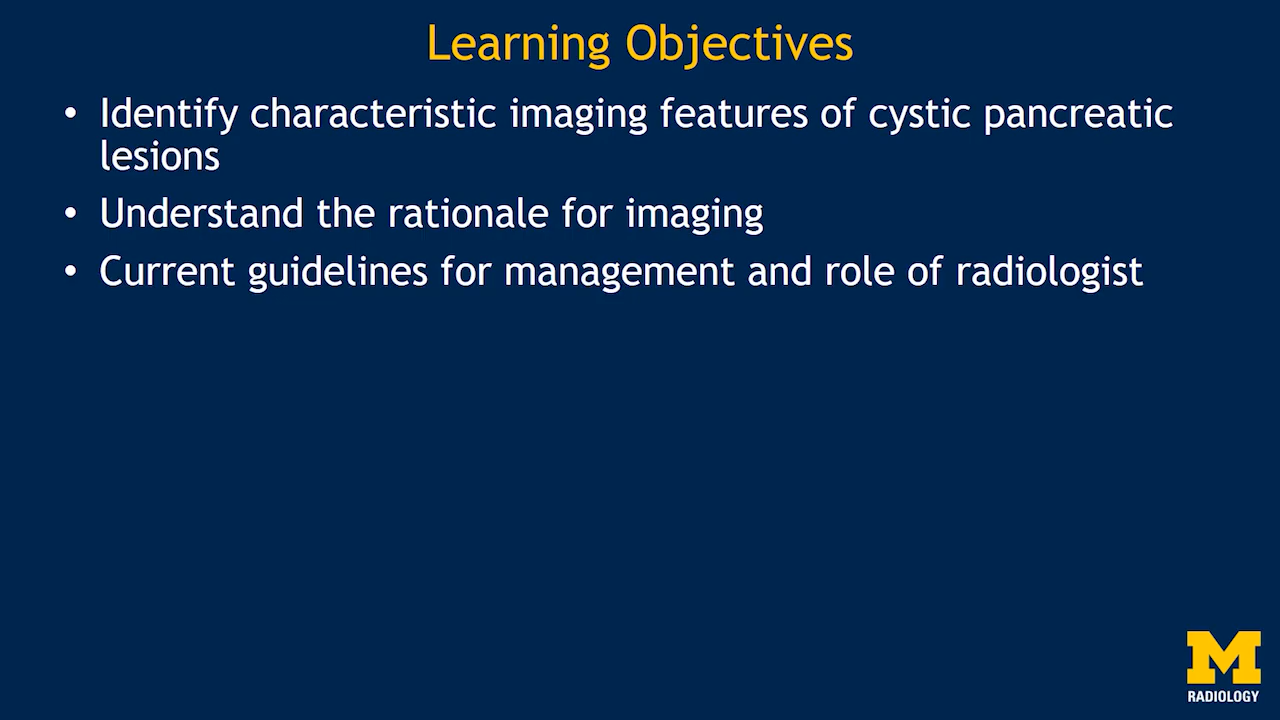 Learning Objectives
• Identify characteristic imaging features of cystic pancreatic
lesions
• Understand the rationale for imaging
• Current guidelines for management and role of radiologist
M
RADIOLOGY